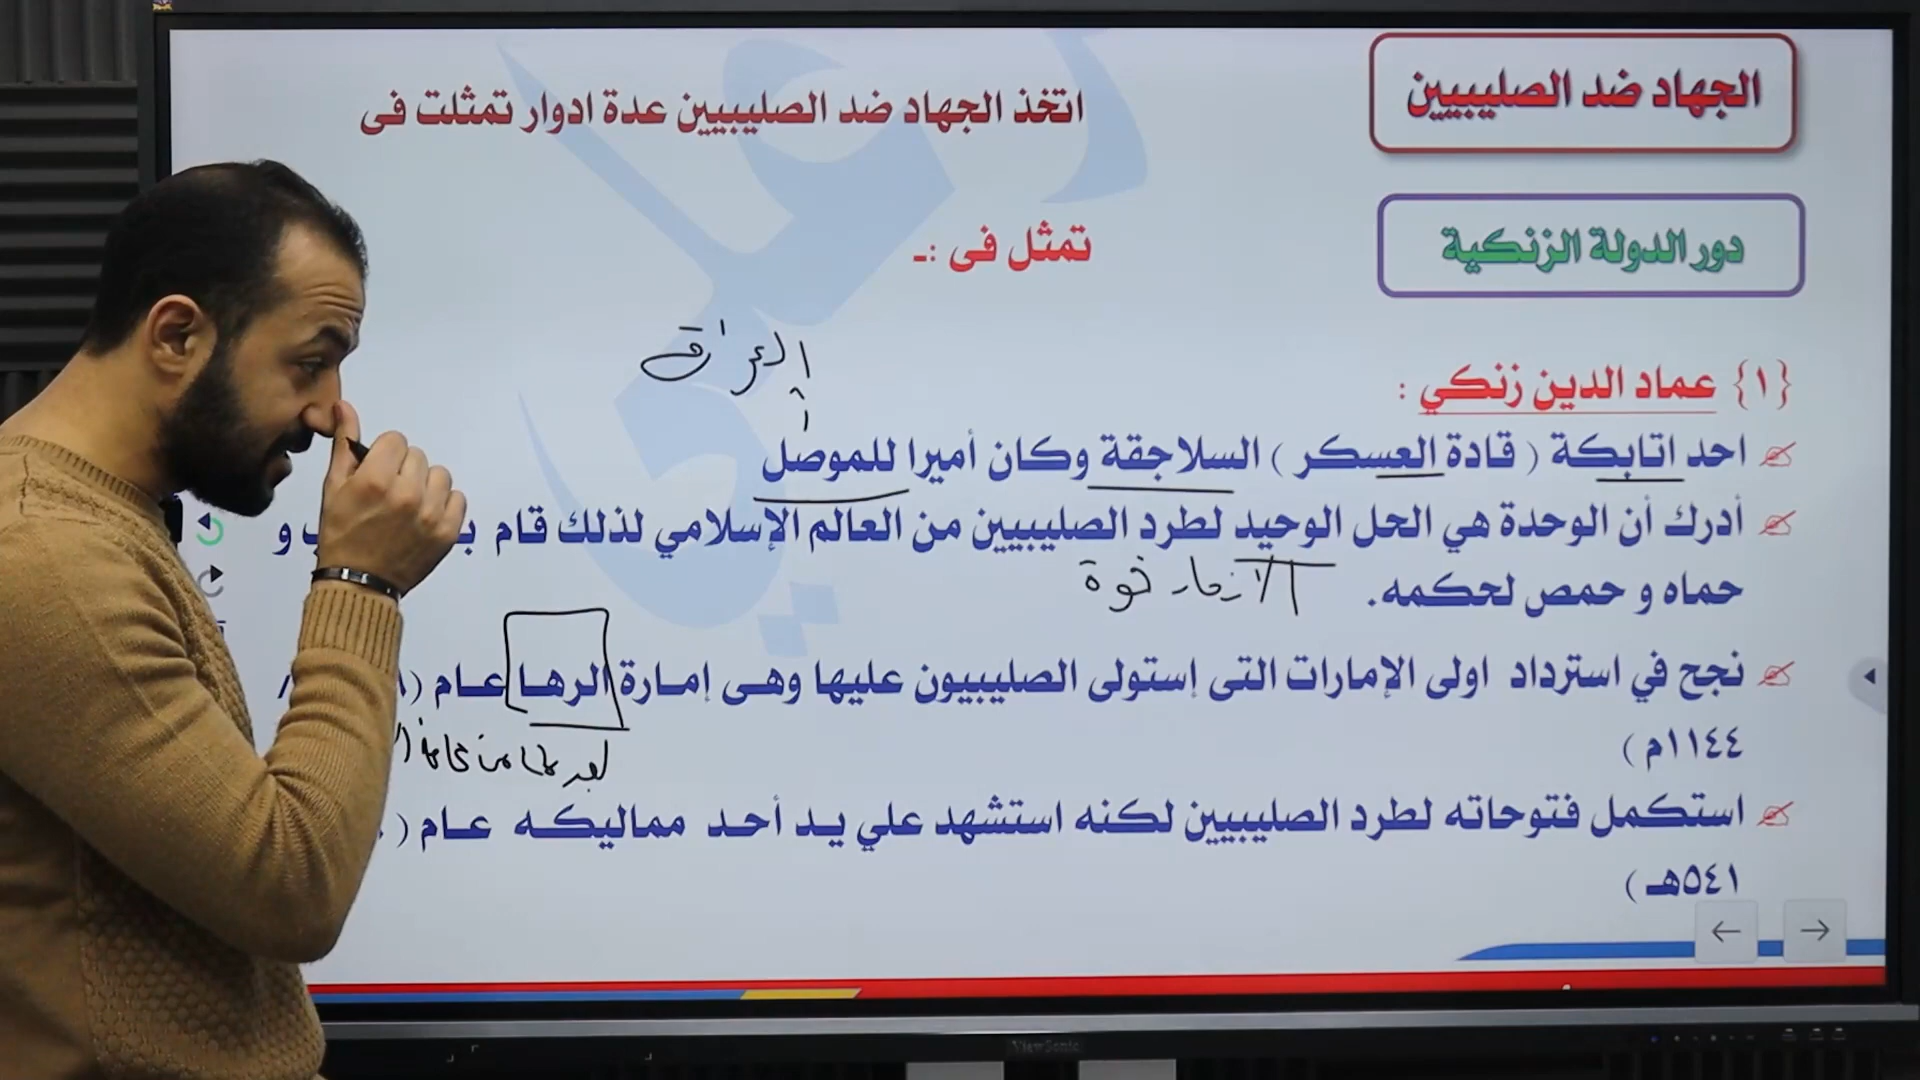 الجهاد ضد الصليبيين
اتخذ الجهاد ضد الصليبيين عدة ادوار تمثلت فى
دور الدولة الزنكية
تمثل فى :ـ
{١} عماد الدين زنكي :
العراق
احد اتابكة ( قادة العسكر ) السلاجقة وكان أميرا للموصل
أدرك أن الوحدة هي الحل الوحيد لطرد الصليبيين من العالم الإسلامي لذلك قام
حماه و حمص لحكمه.
الاتحاد قوة
نجح في استرداد اولى الإمارات التى إستولى الصليبيون عليها وهى إمارة الرها عام (
١١٤٤م )
استكمل فتوحاته لطرد الصليبيين لكنه استشهد علي يد أحد مماليكه عام (
٥٤١هـ )
ViewSonic